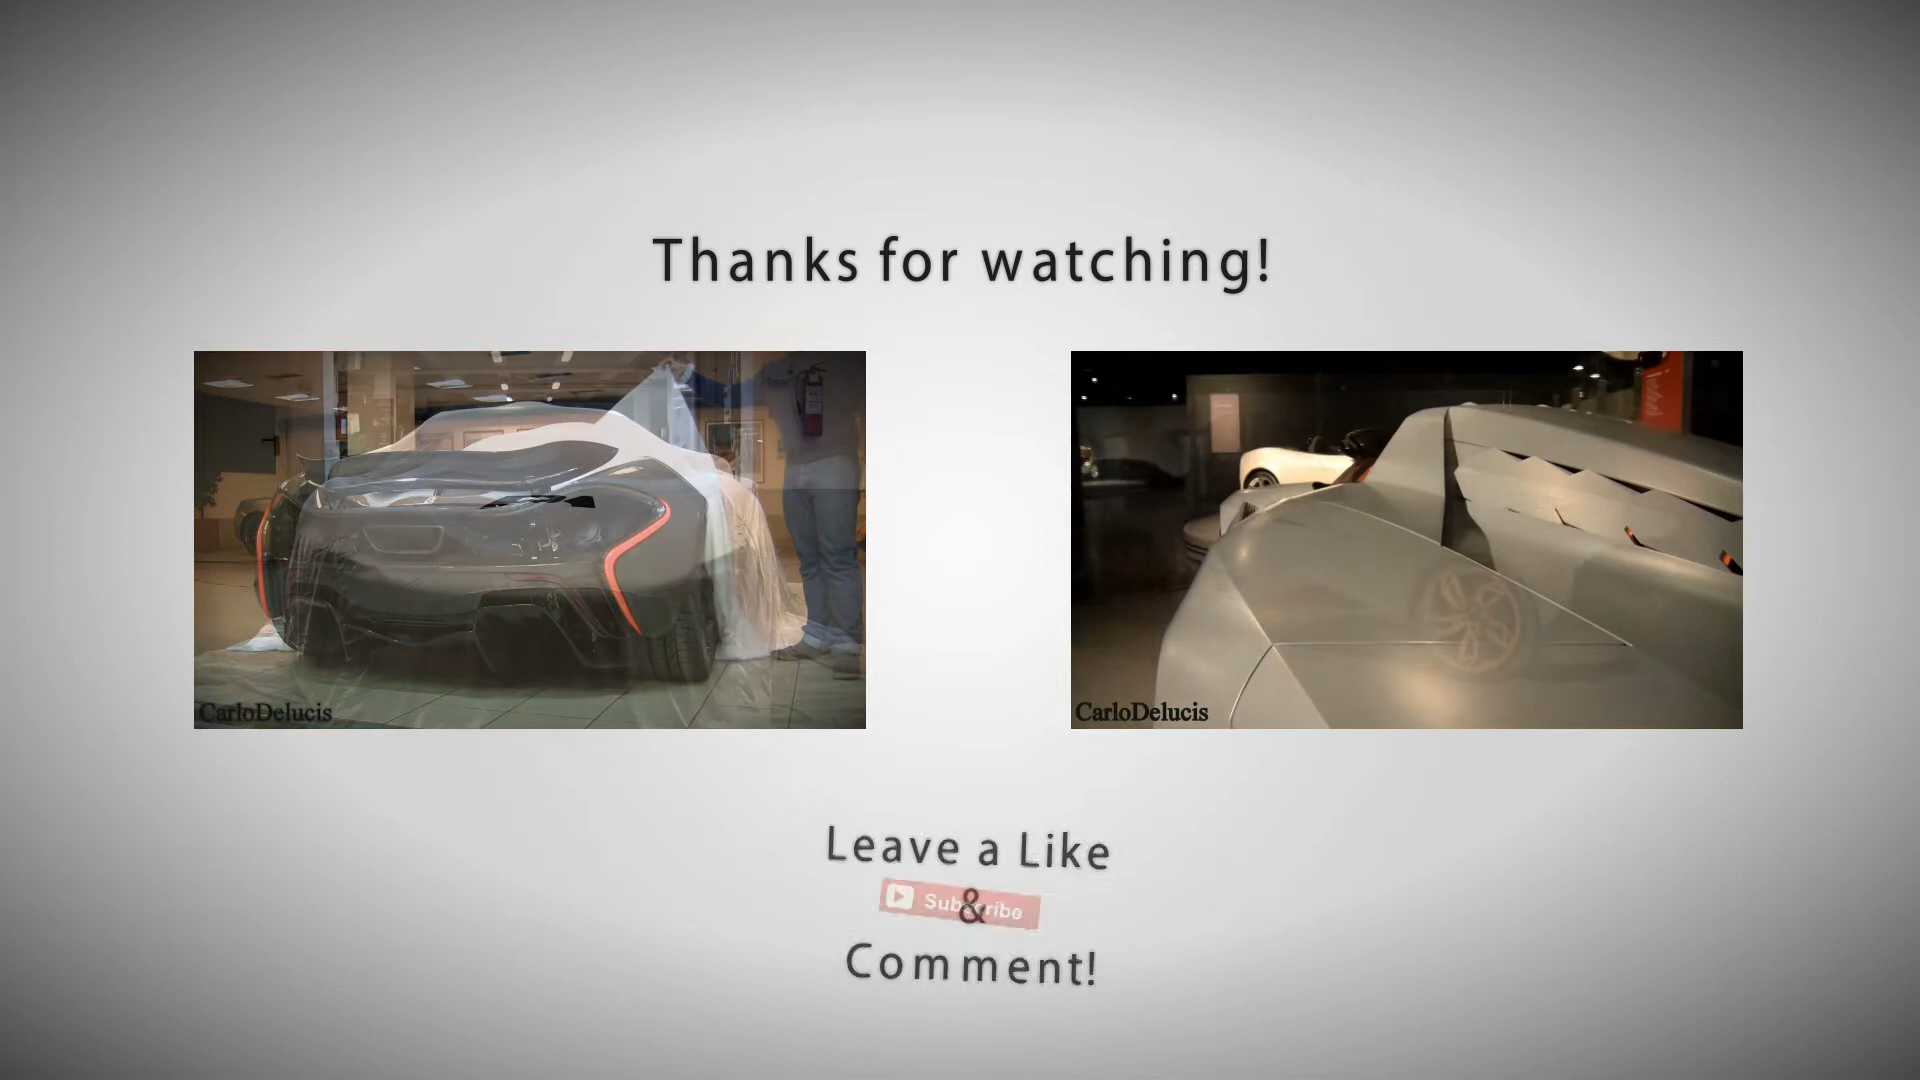 Thanks for watching!
CarloDelucis
CarloDelucis
Leave a Like
Subscribe
&
Comment!